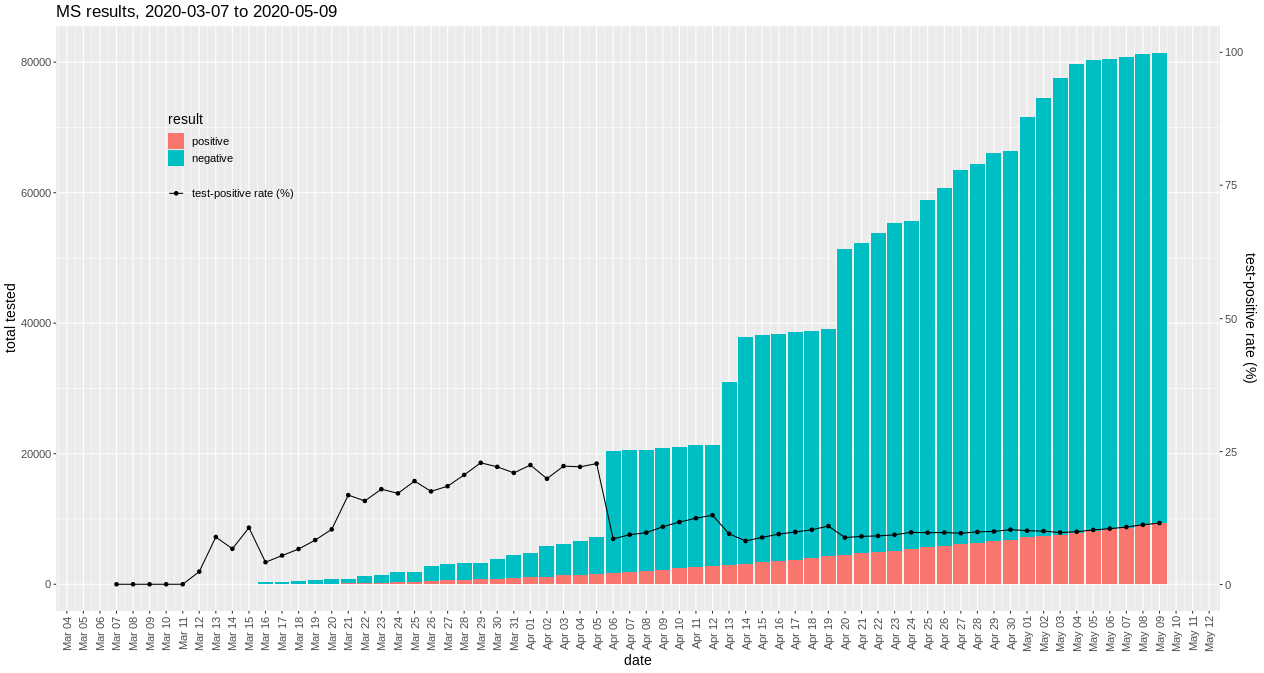 MS results, 2020-03-07 to 2020-05-09
total tested
80000
60000
40000
20000
0
result
positive
negative
test-positive rate (%)
100
75
50
25
0
test-positive rate (%)
Mar 04
Mar 05
Mar 06
Mar 07
Mar 08
Mar 09
Mar 10
Mar 11
Mar 12
Mar 13
Mar 14
Mar 15
Mar 16
Mar 17
Mar 18
Mar 19
Mar 20
Mar 21
Mar 22
Mar 23
Mar 24
Mar 25
Mar 26
Mar 27
Mar 28
Mar 29
Mar 30
Mar 31
Apr 01
Apr 02
Apr 03
Apr 04
Apr 05
Apr 06
Apr 07
Apr 08
Apr 09
Apr 10
Apr 11
Apr 12
Apr 13
Apr 14
Apr 15
Apr 16
Apr 17
Apr 18
Apr 19
Apr 20
Apr 21
Apr 22
Apr 23
Apr 24
Apr 25
Apr 26
Apr 27
Apr 28
Apr 29
Apr 30
May 01
May 02
May 03
May 04
May 05
May 06
May 07
May 08
May 09
May 10
May 11
May 12
date